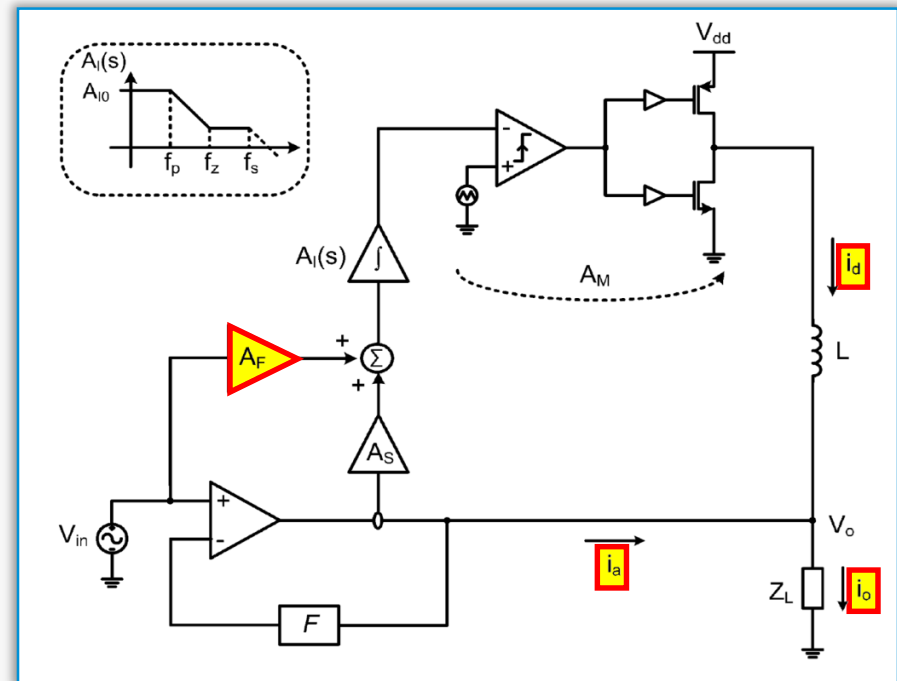 A_I(s)
A_I0
f_p f_z f_s
V_dd
-
+
A_I(s) ∫
A_M
i_d
L
A_F + Σ
+
A_S
V_in + -
i_a
V_o
Z_L i_o
F